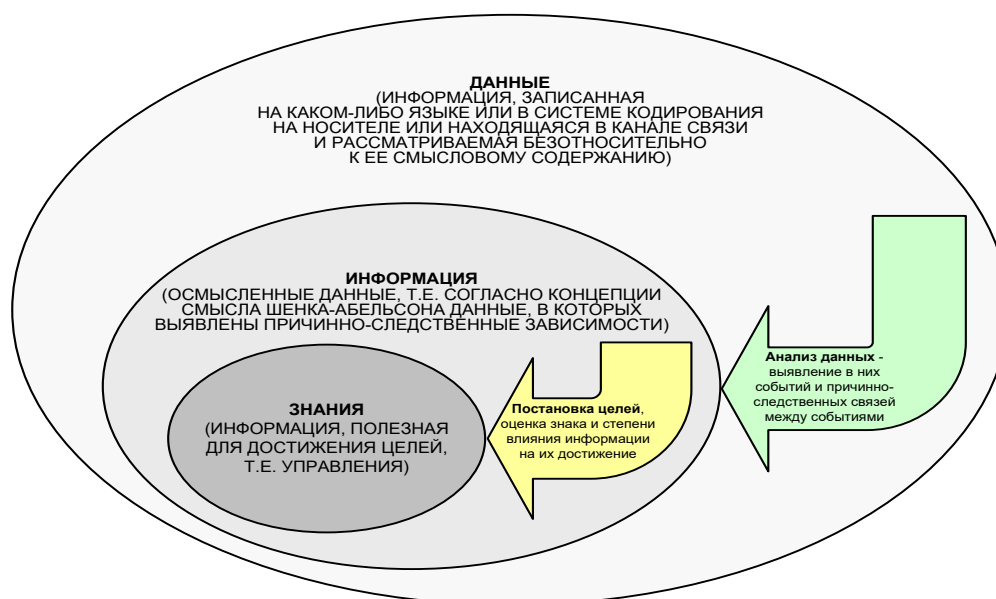 ДАННЫЕ
(ИНФОРМАЦИЯ, ЗАПИСАННАЯ
НА КАКОМ-ЛИБО ЯЗЫКЕ ИЛИ В СИСТЕМЕ КОДИРОВАНИЯ
НА НОСИТЕЛЕ ИЛИ НАХОДЯЩАЯСЯ В КАНАЛЕ СВЯЗИ
И РАССМАТРИВАЕМАЯ БЕЗОТНОСИТЕЛЬНО
К ЕЕ СМЫСЛОВОМУ СОДЕРЖАНИЮ)
ИНФОРМАЦИЯ
(ОСМЫСЛЕННЫЕ ДАННЫЕ, Т.Е. СОГЛАСНО КОНЦЕПЦИИ
СМЫСЛА ШЕНКА-АБЕЛЬСОНА ДАННЫЕ, В КОТОРЫХ
ВЫЯВЛЕНЫ ПРИЧИННО-СЛЕДСТВЕННЫЕ ЗАВИСИМОСТИ)
ЗНАНИЯ
(ИНФОРМАЦИЯ, ПОЛЕЗНАЯ
ДЛЯ ДОСТИЖЕНИЯ ЦЕЛЕЙ,
Т.Е. УПРАВЛЕНИЯ)
Постановка целей,
оценка знака и степени
влияния информации
на их достижение
Анализ данных -
выявление в них
событий и причинно-
следственных связей
между событиями